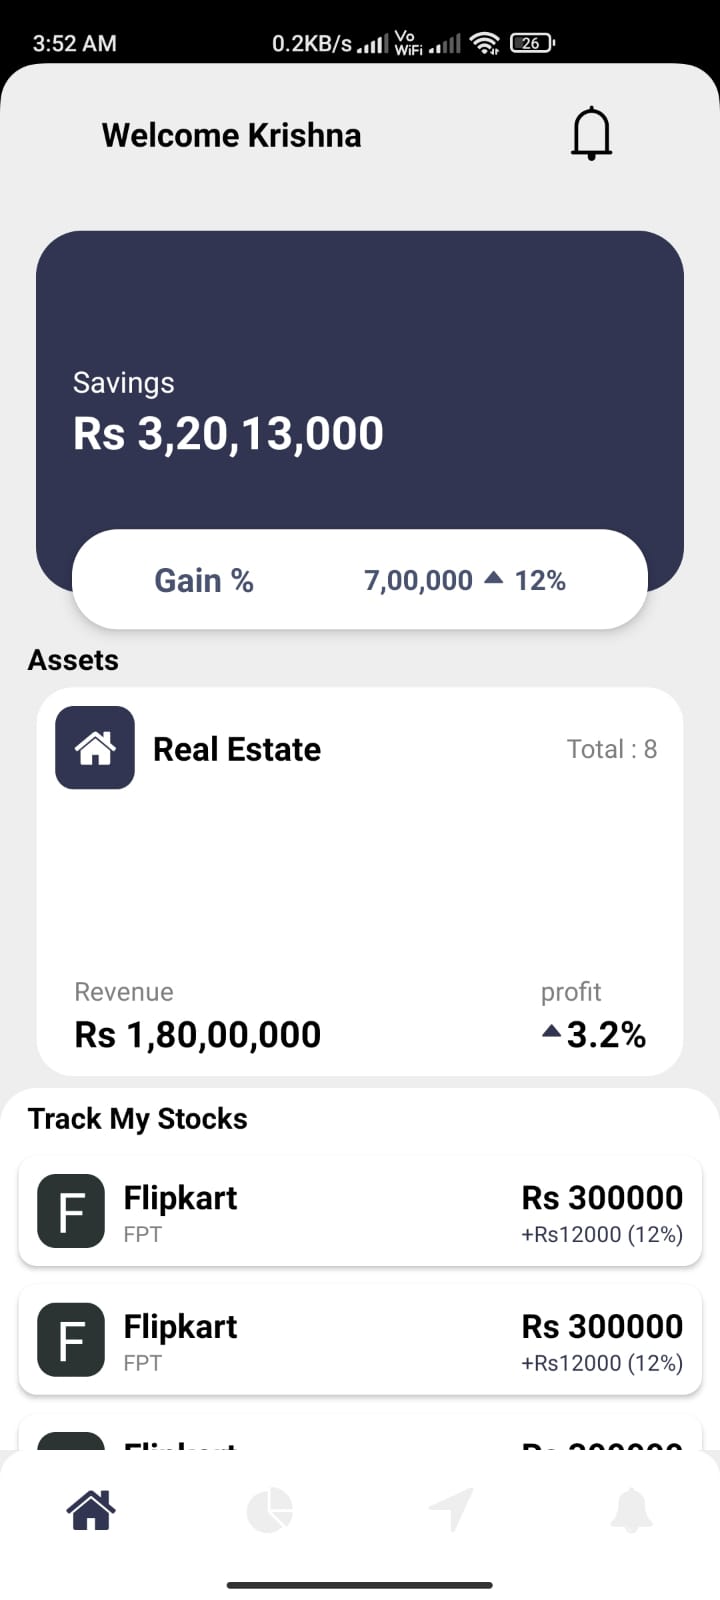 3:52 AM 0.2KB/s Vo WiFi 26
Welcome Krishna
Savings
Rs 3,20,13,000
Gain % 7,00,000 12%
Assets
Real Estate Total : 8
Revenue profit
Rs 1,80,00,000 3.2%
Track My Stocks
F Flipkart Rs 300000
FPT +Rs12000 (12%)
F Flipkart Rs 300000
FPT +Rs12000 (12%)